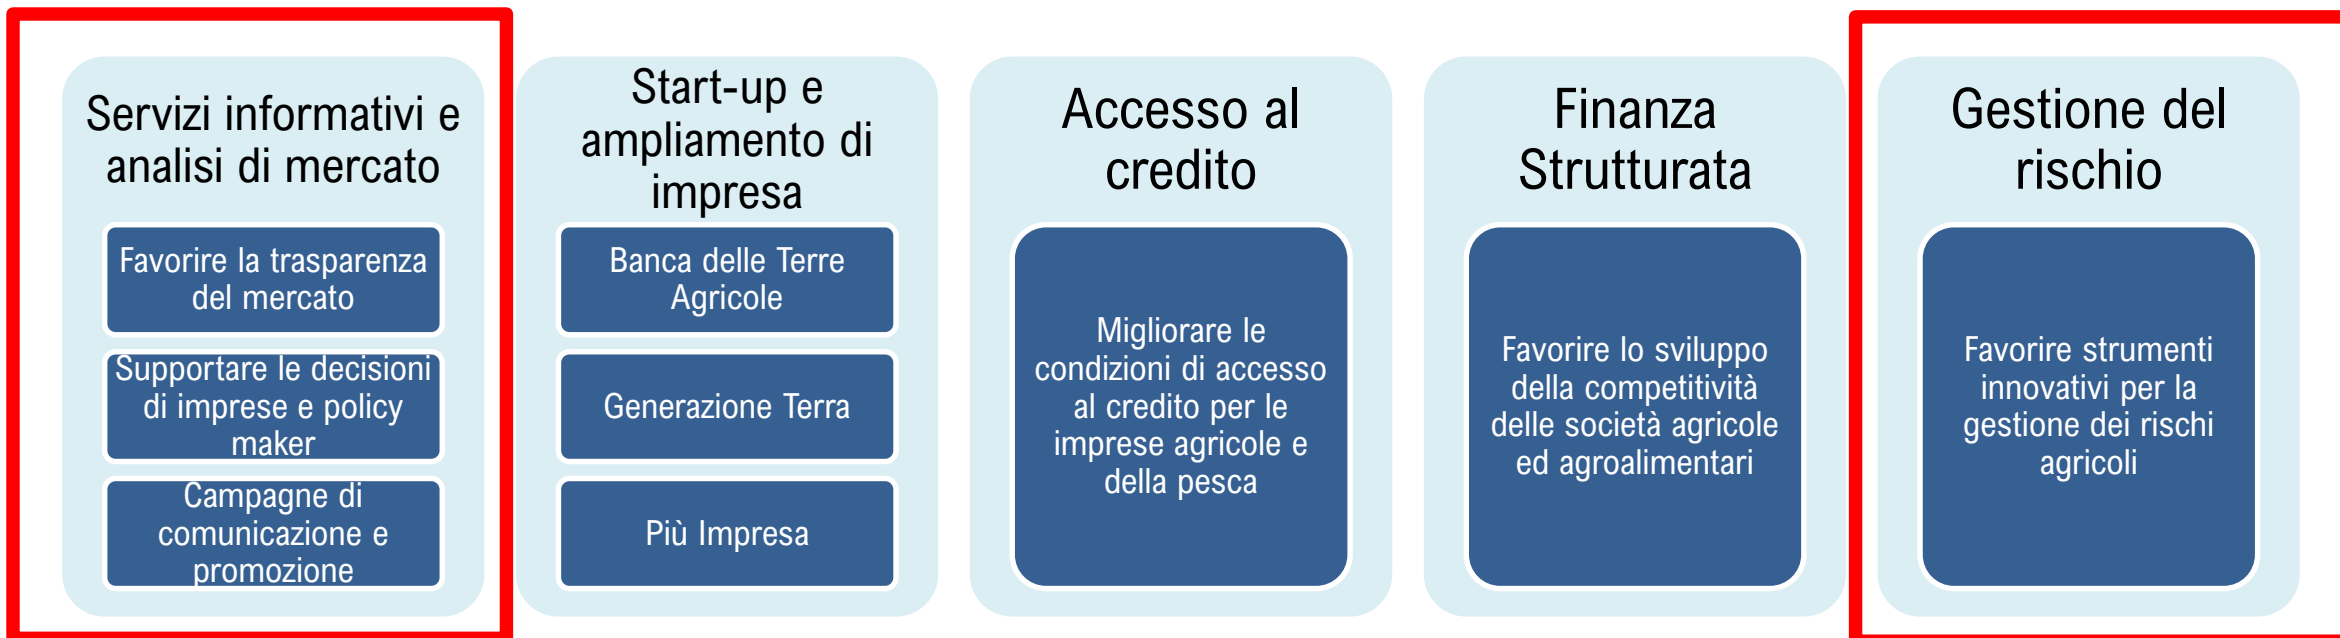 Servizi informativi e
analisi di mercato
Favorire la trasparenza
del mercato
Supportare le decisioni
di imprese e policy
maker
Campagne di
comunicazione e
promozione
Start-up e
ampliamento di
impresa
Banca delle Terre
Agricole
Generazione Terra
Più Impresa
Accesso al
credito
Migliorare le
condizioni di accesso
al credito per le
imprese agricole e
della pesca
Finanza
Strutturata
Favorire lo sviluppo
della competitività
delle società agricole
ed agroalimentari
Gestione del
rischio
Favorire strumenti
innovativi per la
gestione dei rischi
agricoli